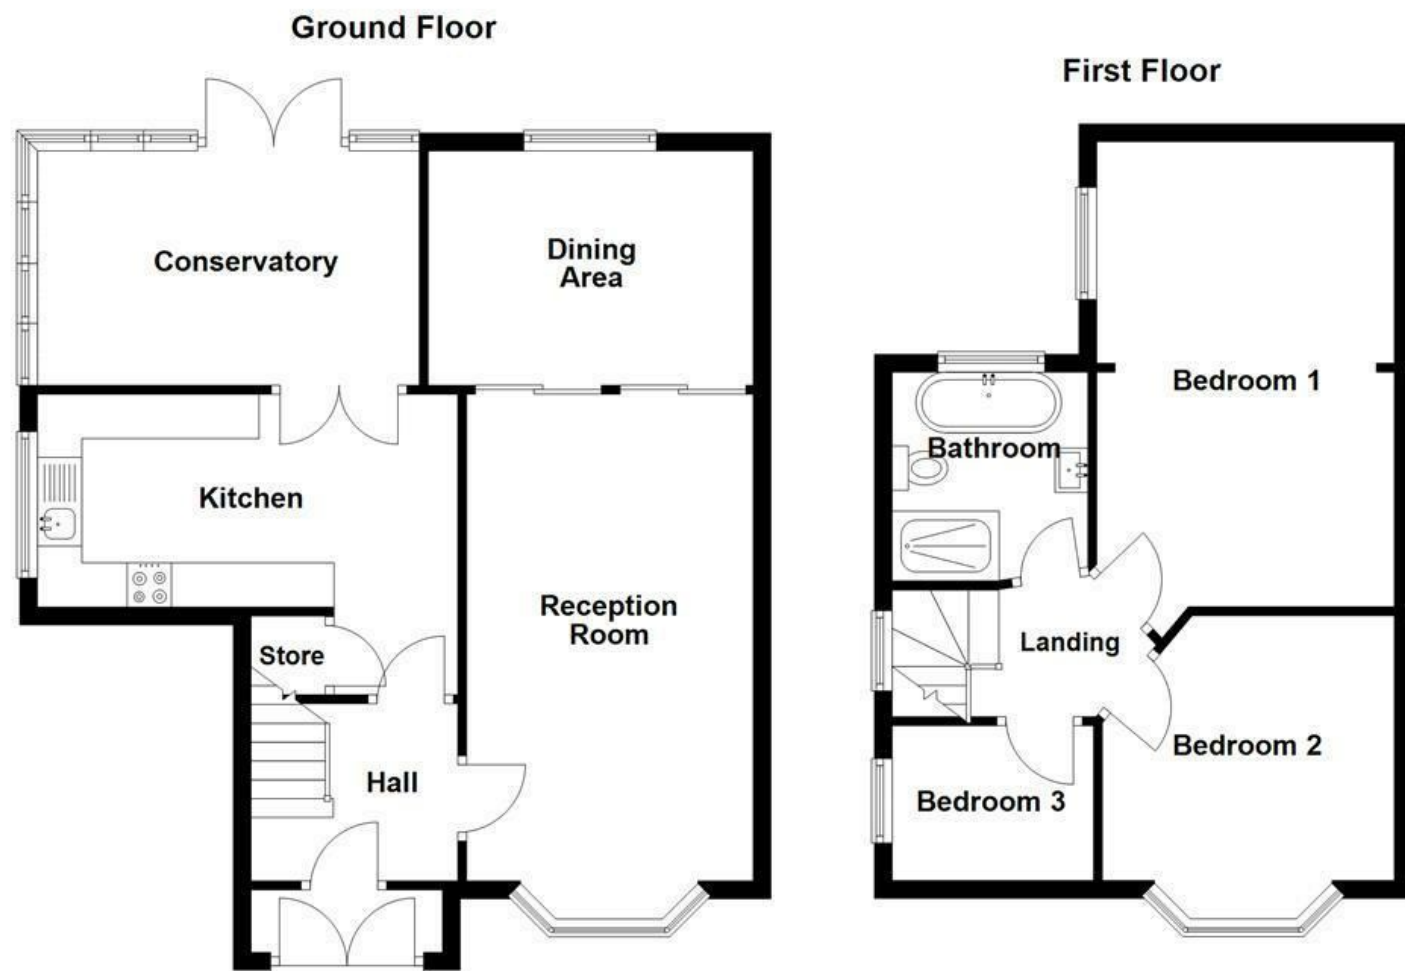 Ground Floor
Conservatory
Dining
Area
Kitchen
Reception
Room
Store
Hall
First Floor
Bedroom 1
Bathroom
Landing
Bedroom 2
Bedroom 3